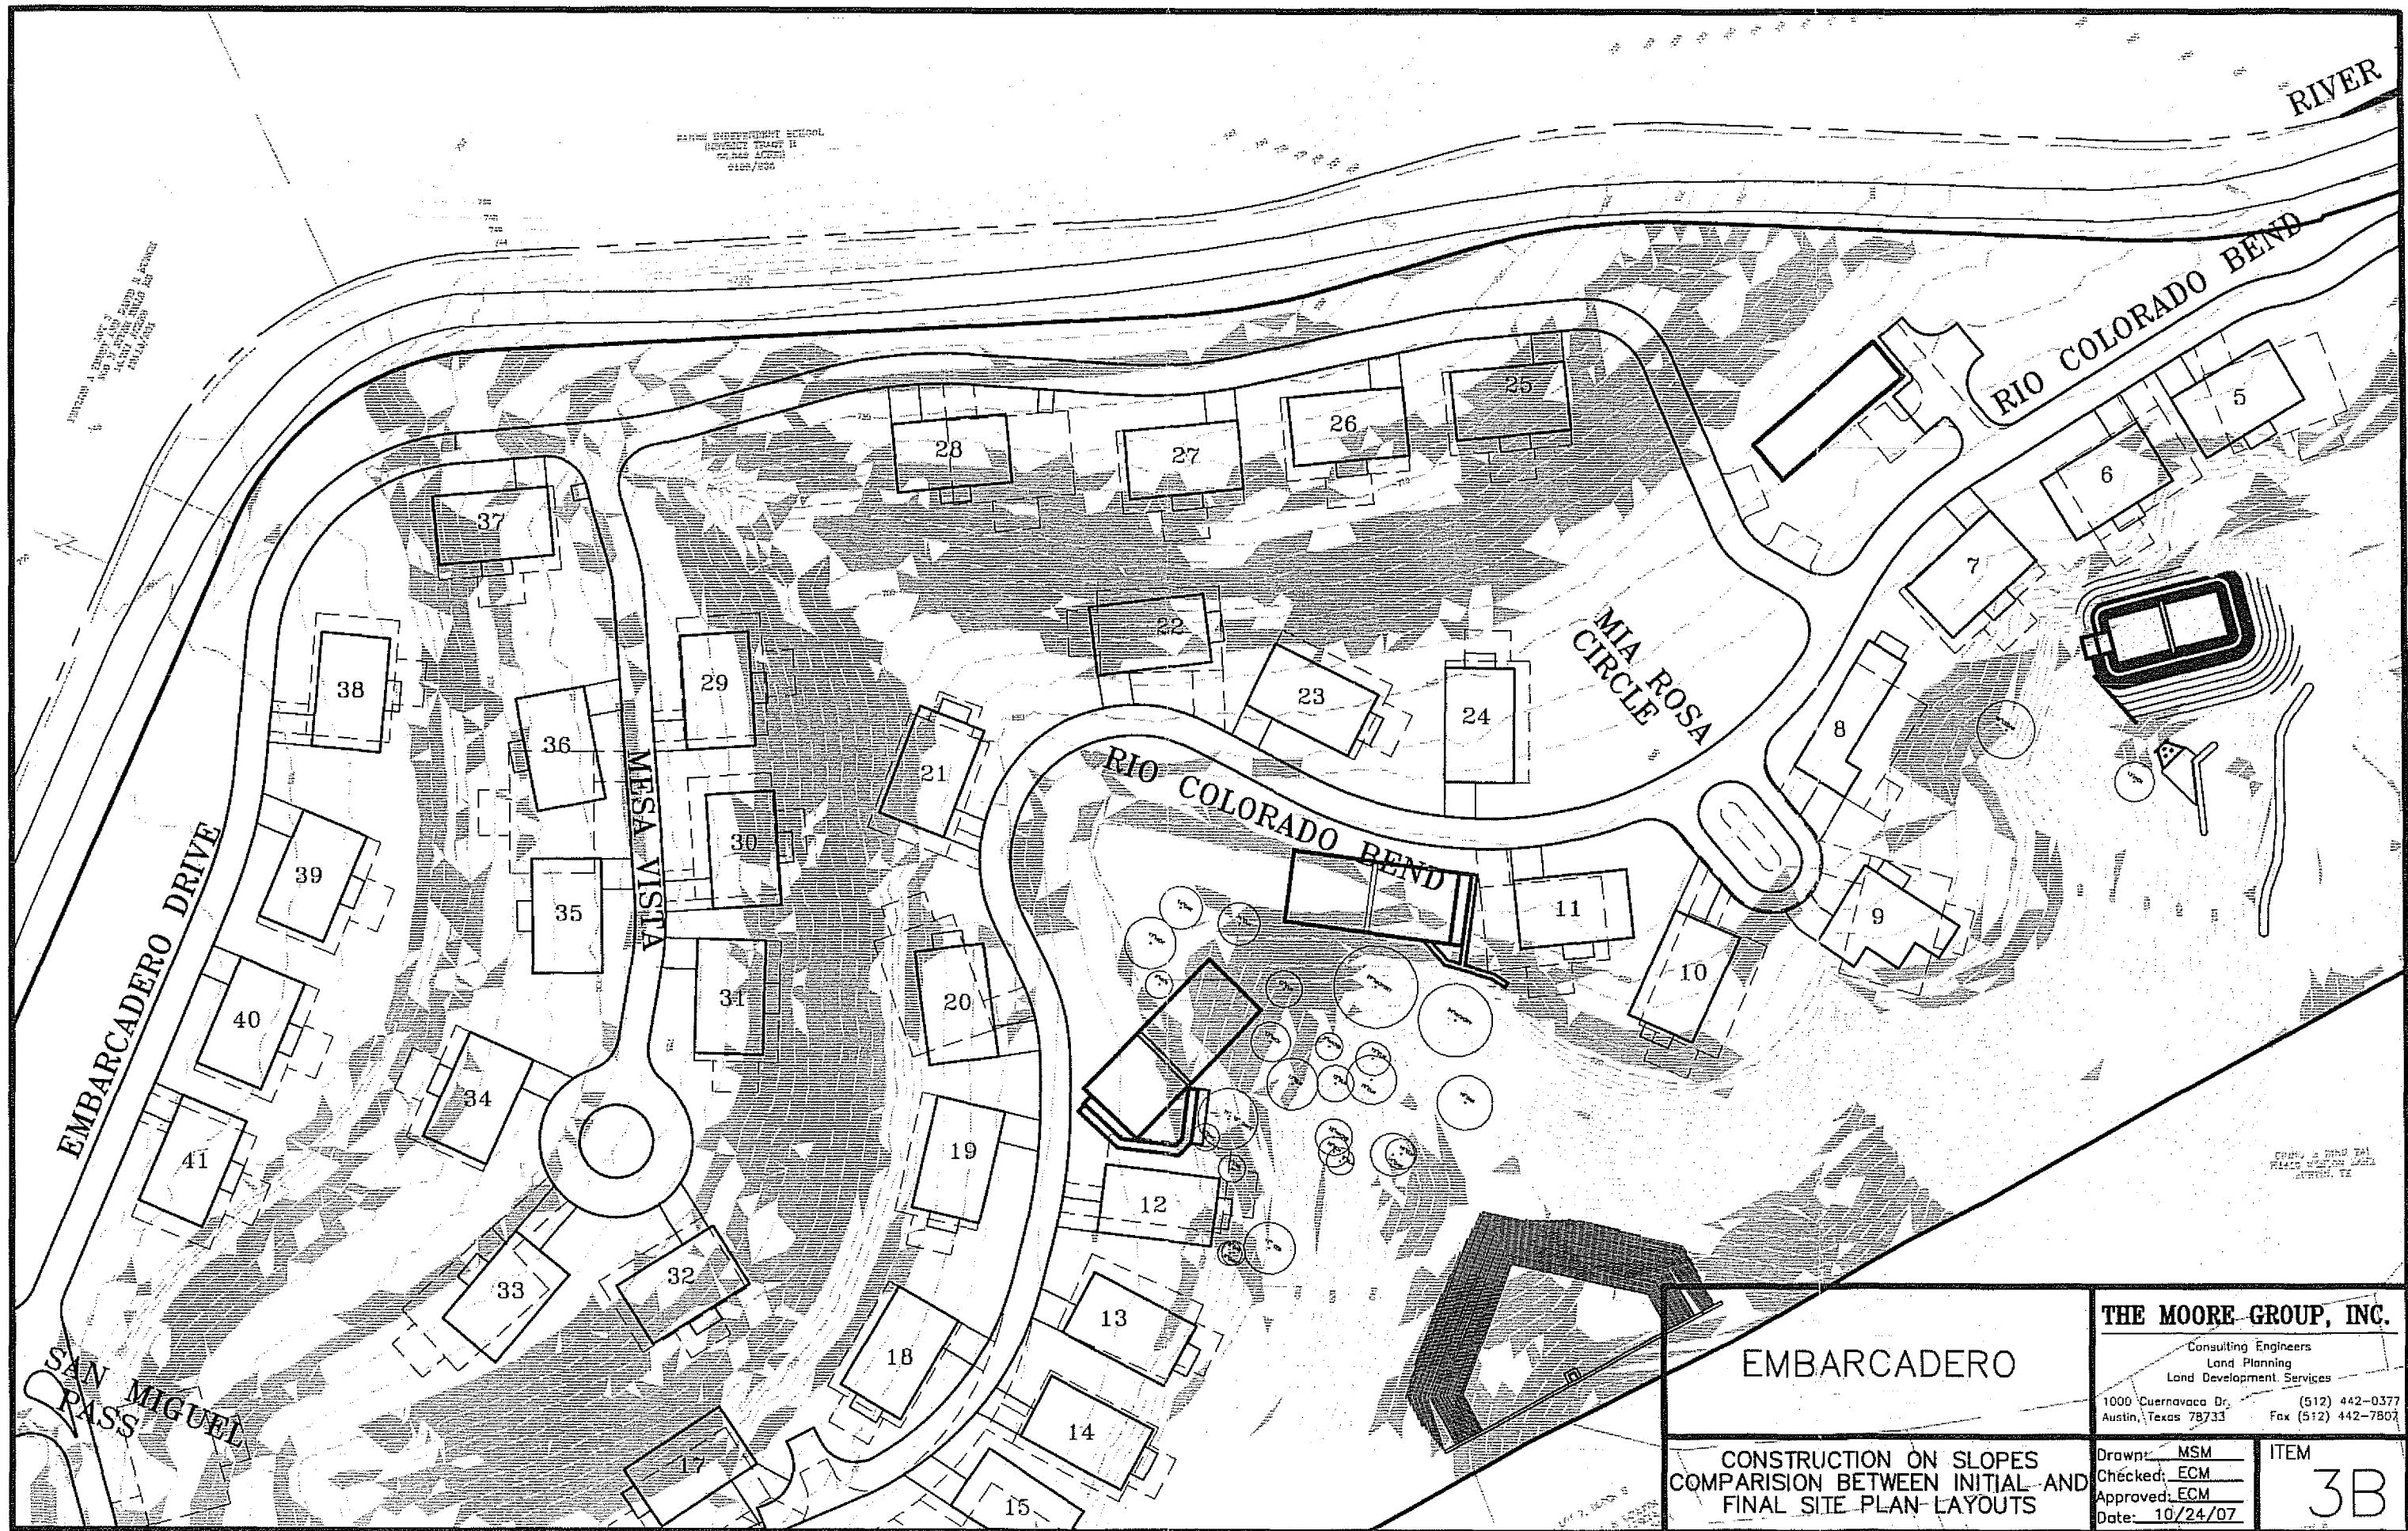 RIVER
RIO COLORADO BEND
25
5
26
28
27
6
37
7
22
MIA ROSA
CIRCLE
29
38
23
24
36
8
21
RIO COLORADO BEND
MESA VISTA
30
39
EMBARCADERO DRIVE
35
11
9
10
31
20
40
34
19
41
12
32
33
13
18
14
17
15
SAN MIGUEL
PASS
EMBARCADERO
THE MOORE GROUP, INC.
Consulting Engineers
Land Planning
Land Development Services
1000 Cuernavaca Dr. (512) 442-0377
Austin, Texas 78733 Fax (512) 442-7807
CONSTRUCTION ON SLOPES
COMPARISION BETWEEN INITIAL AND
FINAL SITE PLAN LAYOUTS
Drawn: MSM
Checked: ECM
Approved: ECM
Date: 10/24/07
ITEM
3B